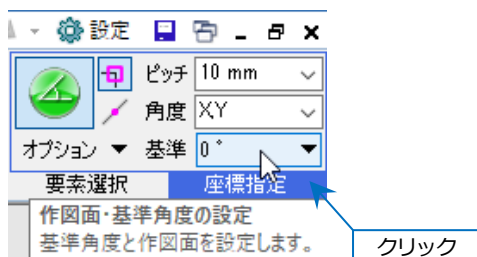 設定
ピッチ 10 mm
角度 XY
オプション ▼ 基準 0 °
要素選択 座標指定
作図面･基準角度の設定
基準角度と作図面を設定します。
クリック